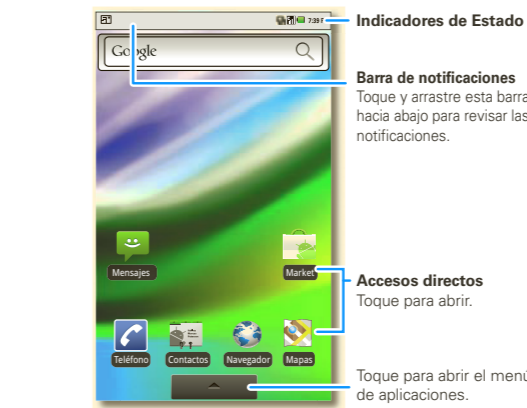 7:39 P
Indicadores de Estado
Google
Barra de notificaciones
Toque y arrastre esta barra
hacia abajo para revisar las
notificaciones.
Mensajes
Market
Accesos directos
Toque para abrir.
Teléfono
Contactos
Navegador
Mapas
Toque para abrir el menú
de aplicaciones.